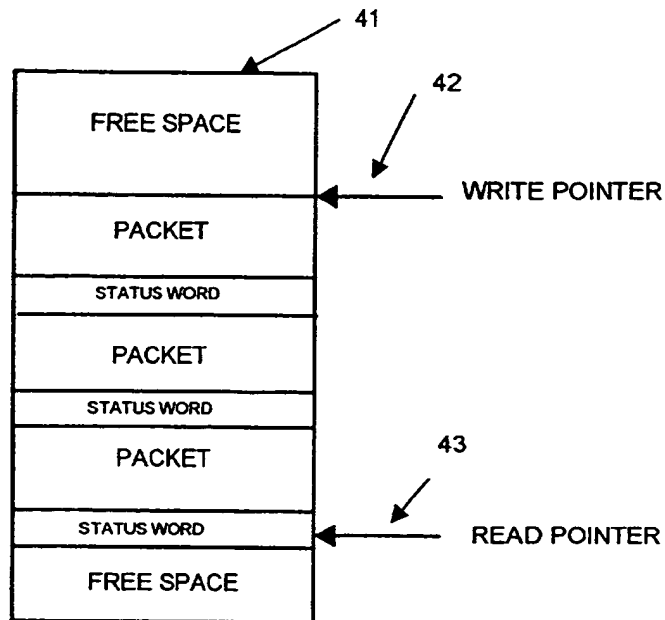 41
42
FREE SPACE
WRITE POINTER
PACKET
STATUS WORD
PACKET
STATUS WORD
43
PACKET
STATUS WORD
READ POINTER
FREE SPACE